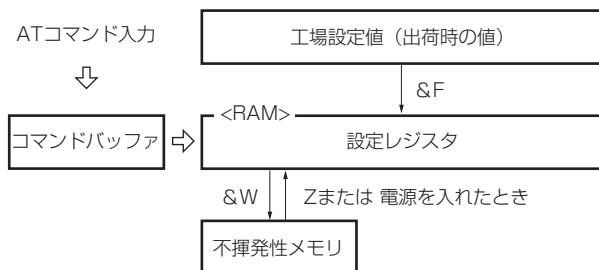 ATコマンド入力
工場設定値（出荷時の値）
&F
<RAM>
コマンドバッファ
設定レジスタ
&W
Zまたは 電源を入れたとき
不揮発性メモリ